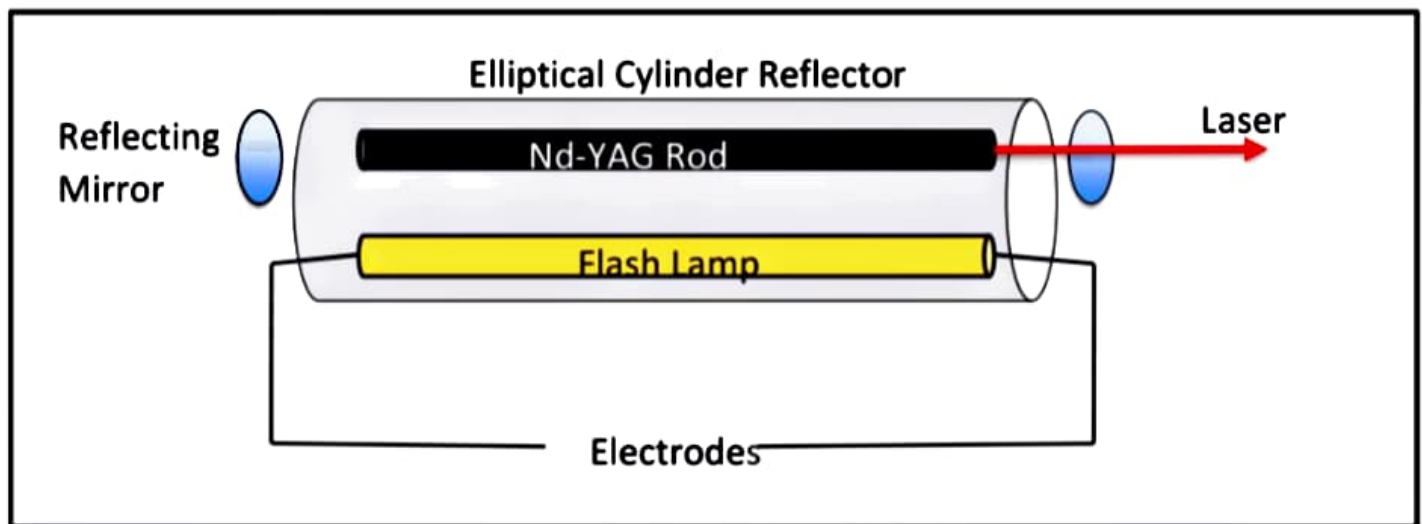 Elliptical Cylinder Reflector
Reflecting
Mirror
Laser
Nd-YAG Rod
Flash Lamp
Electrodes